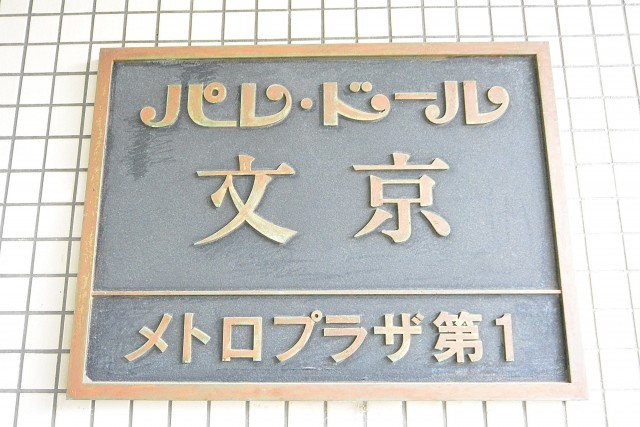 パレ・ドール
文京
メトロプラザ第1